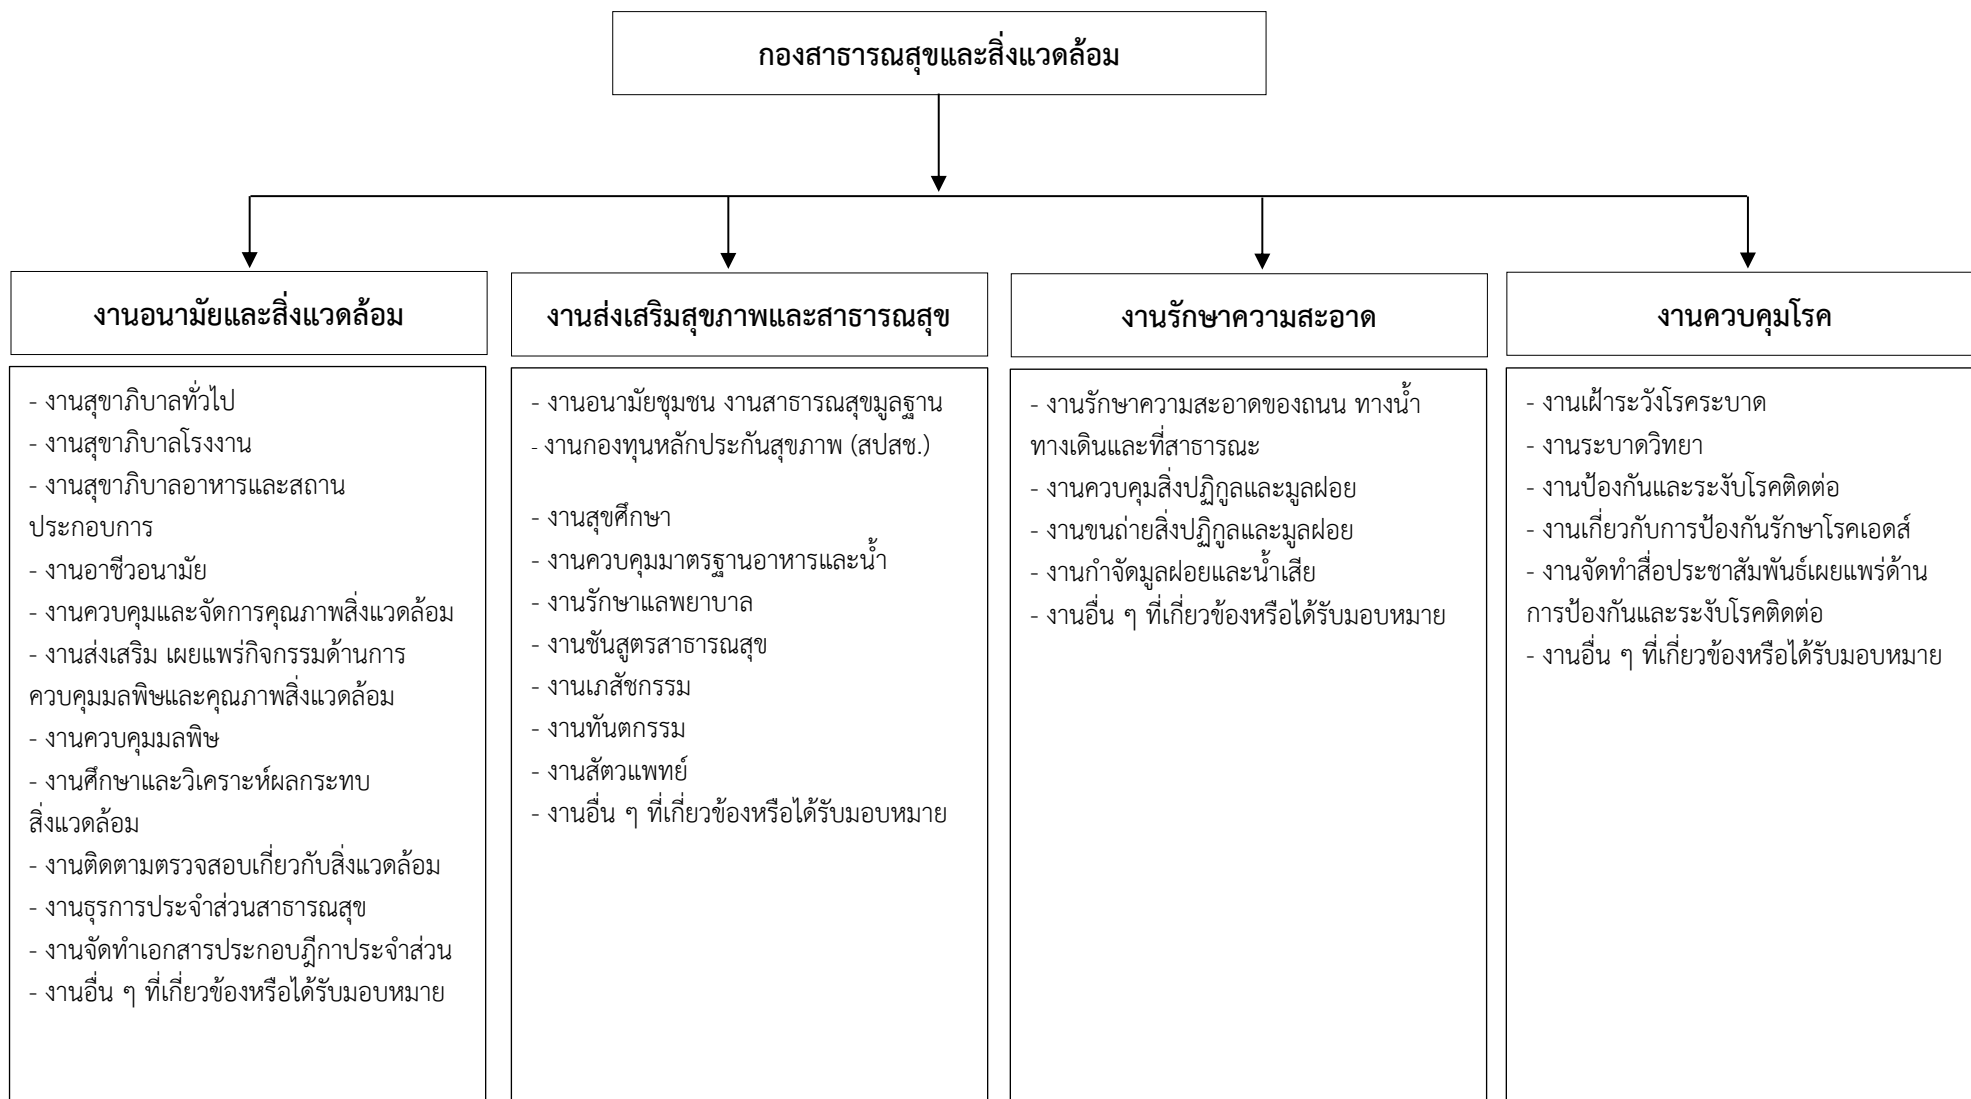 กองสาธารณสุขและสิ่งแวดล้อม
งานอนามัยและสิ่งแวดล้อม
- งานสุขาภิบาลทั่วไป
- งานสุขาภิบาลโรงงาน
- งานสุขาภิบาลอาหารและสถาน
ประกอบการ
- งานอาชีวอนามัย
- งานควบคุมและจัดการคุณภาพสิ่งแวดล้อม
- งานส่งเสริม เผยแพร่กิจกรรมด้านการ
ควบคุมมลพิษและคุณภาพสิ่งแวดล้อม
- งานควบคุมมลพิษ
- งานศึกษาและวิเคราะห์ผลกระทบ
สิ่งแวดล้อม
- งานติดตามตรวจสอบเกี่ยวกับสิ่งแวดล้อม
- งานธุรการประจำส่วนสาธารณสุข
- งานจัดทำเอกสารประกอบฎีกาประจำส่วน
- งานอื่น ๆ ที่เกี่ยวข้องหรือได้รับมอบหมาย
งานส่งเสริมสุขภาพและสาธารณสุข
- งานอนามัยชุมชน งานสาธารณสุขมูลฐาน
- งานกองทุนหลักประกันสุขภาพ (สปสช.)
- งานสุขศึกษา
- งานควบคุมมาตรฐานอาหารและน้ำ
- งานรักษาแลพยาบาล
- งานชันสูตรสาธารณสุข
- งานเภสัชกรรม
- งานทันตกรรม
- งานสัตวแพทย์
- งานอื่น ๆ ที่เกี่ยวข้องหรือได้รับมอบหมาย
งานรักษาความสะอาด
- งานรักษาความสะอาดของถนน ทางน้ำ
ทางเดินและที่สาธารณะ
- งานควบคุมสิ่งปฏิกูลและมูลฝอย
- งานขนถ่ายสิ่งปฏิกูลและมูลฝอย
- งานกำจัดมูลฝอยและน้ำเสีย
- งานอื่น ๆ ที่เกี่ยวข้องหรือได้รับมอบหมาย
งานควบคุมโรค
- งานเฝ้าระวังโรคระบาด
- งานระบาดวิทยา
- งานป้องกันและระงับโรคติดต่อ
- งานเกี่ยวกับการป้องกันรักษาโรคเอดส์
- งานจัดทำสื่อประชาสัมพันธ์เผยแพร่ด้าน
การป้องกันและระงับโรคติดต่อ
- งานอื่น ๆ ที่เกี่ยวข้องหรือได้รับมอบหมาย